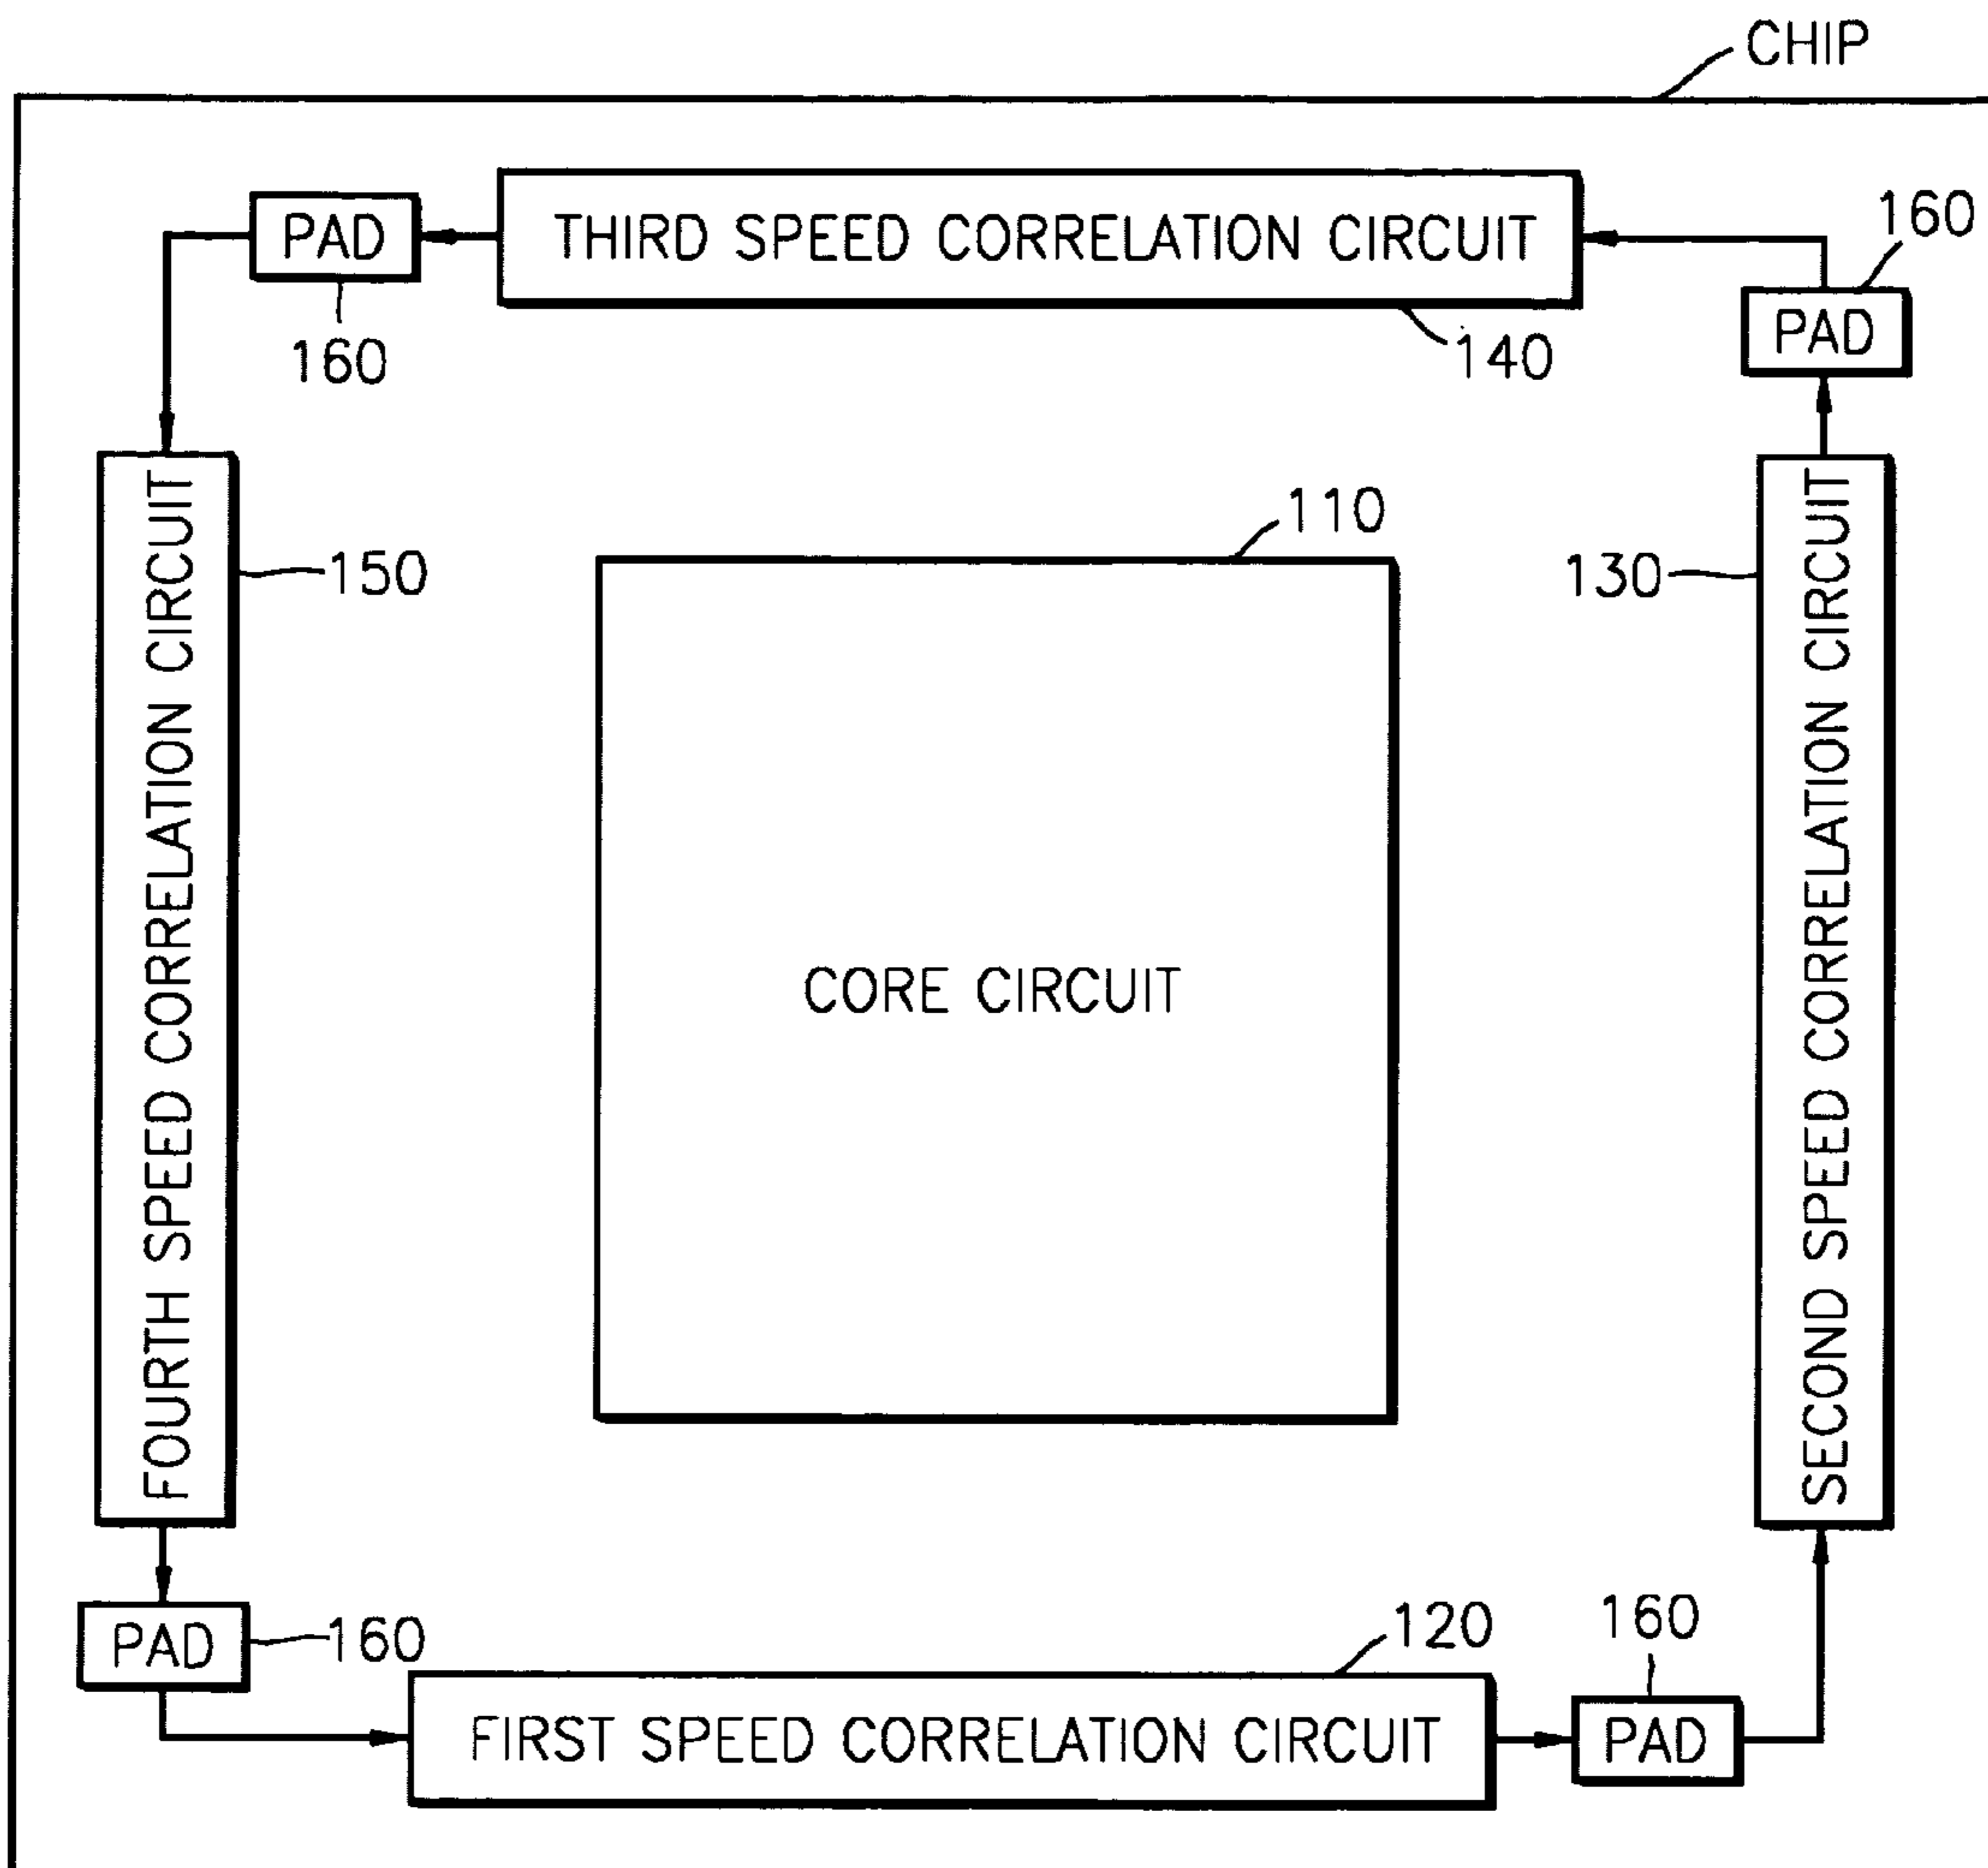 CHIP
PAD
THIRD SPEED CORRELATION CIRCUIT
160
160
140
PAD
110
150
130
FOURTH SPEED CORRELATION CIRCUIT
CORE CIRCUIT
SECOND SPEED CORRELATION CIRCUIT
PAD
160
120
160
FIRST SPEED CORRELATION CIRCUIT
PAD